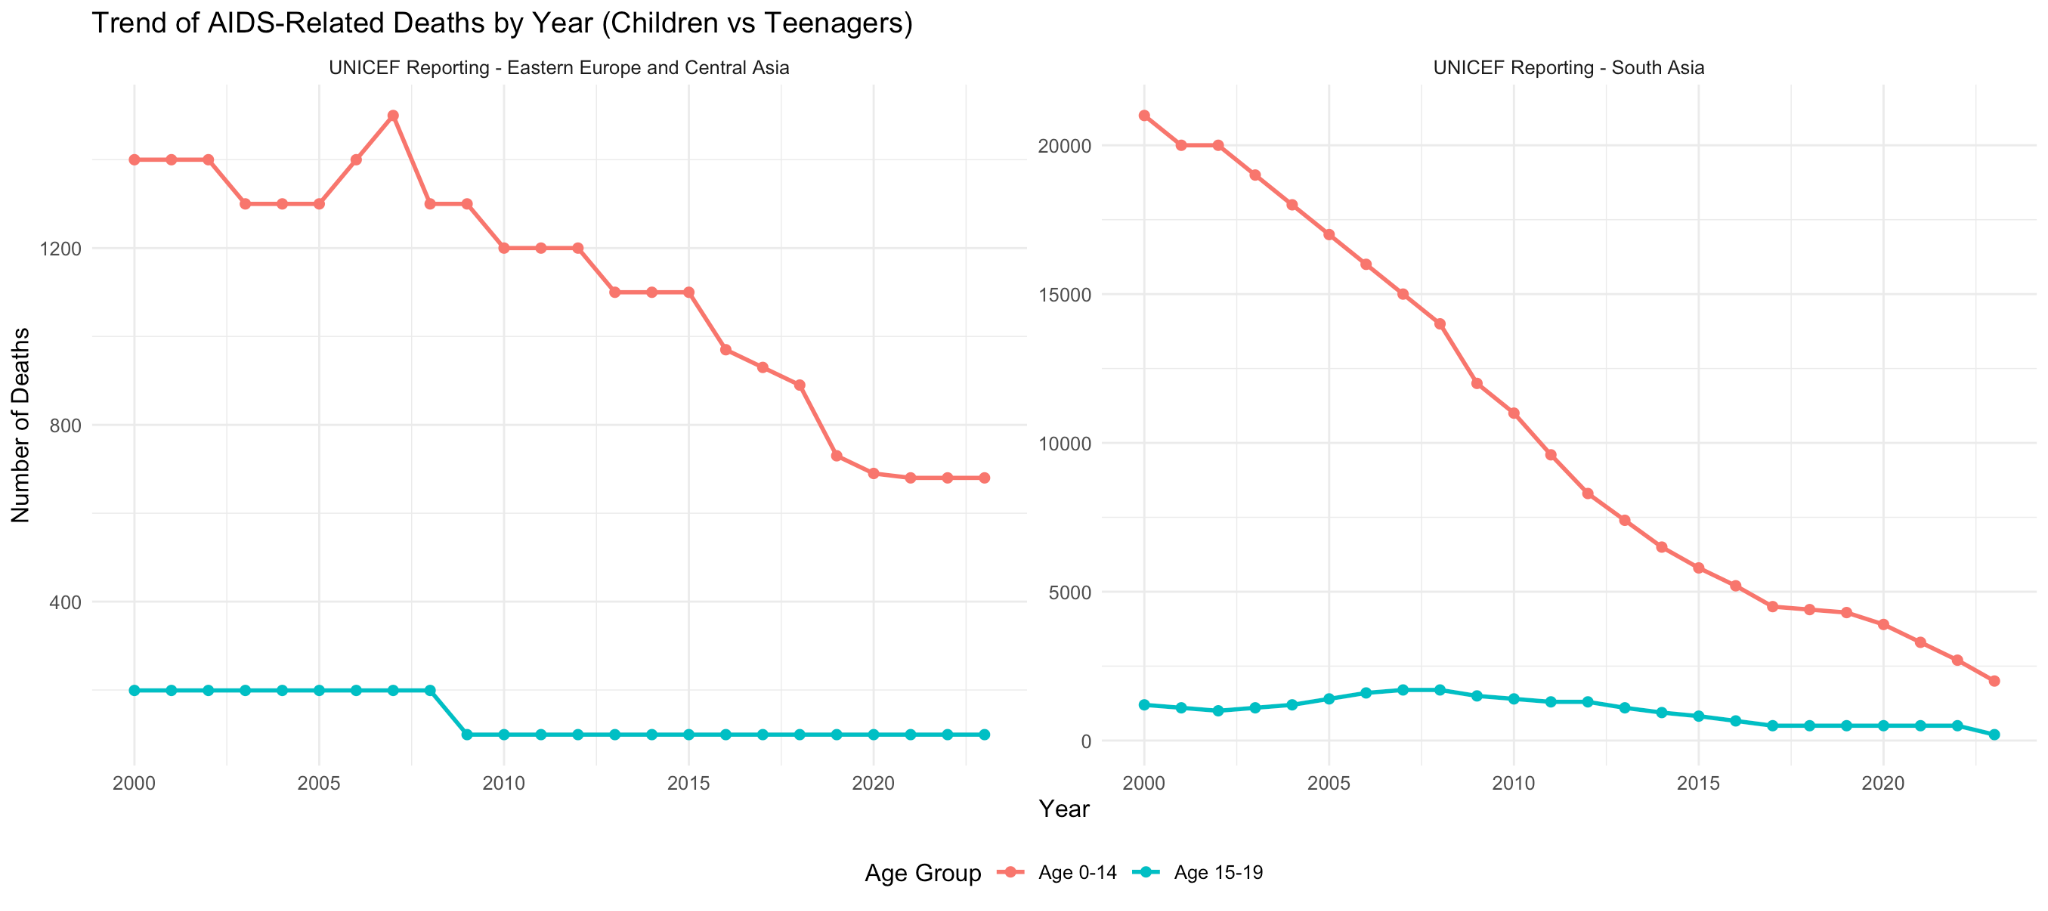 Trend of AIDS-Related Deaths by Year (Children vs Teenagers)
UNICEF Reporting - Eastern Europe and Central Asia
UNICEF Reporting - South Asia
Number of Deaths
1200
800
400
20000
15000
10000
5000
0
2000 2005 2010 2015 2020
2000 2005 2010 2015 2020
Year
Age Group Age 0-14 Age 15-19